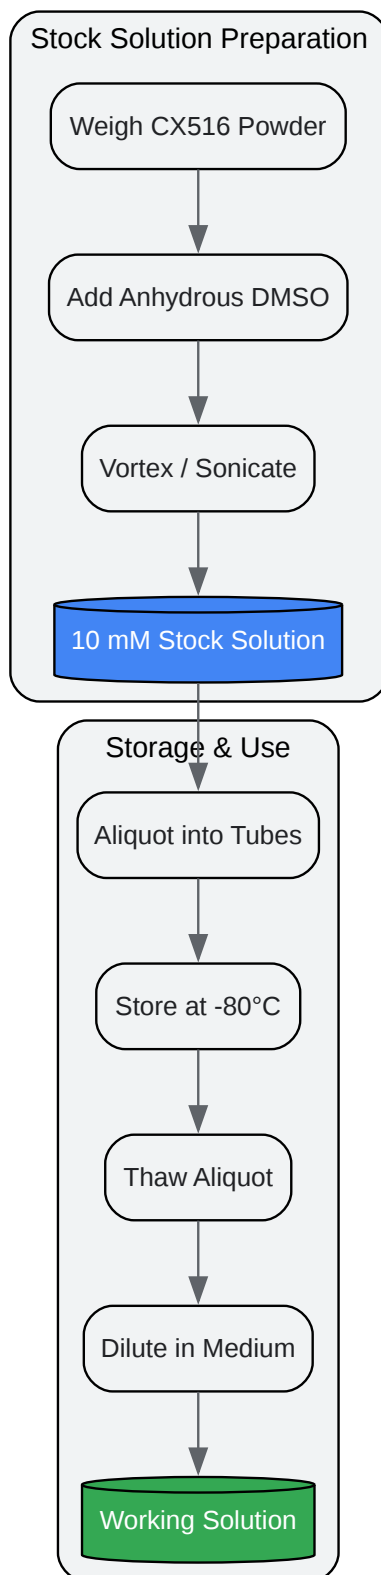 Stock Solution Preparation
Weigh CX516 Powder
Add Anhydrous DMSO
Vortex / Sonicate
10 mM Stock Solution
Storage & Use
Aliquot into Tubes
Store at -80°C
Thaw Aliquot
Dilute in Medium
Working Solution